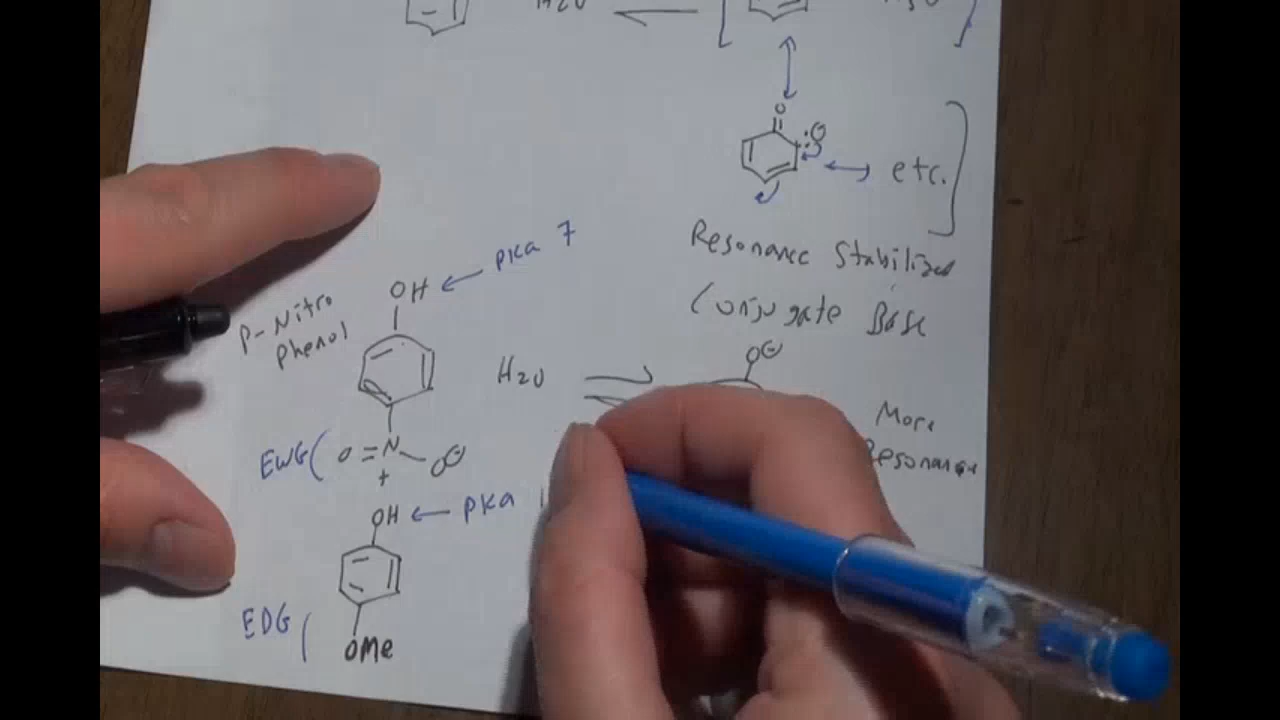 H2O
O
:O
etc.
Resonance Stabilized
Conjugate Base
pKa 7
OH
P-Nitro
Phenol
H2O
O⊖
More
Resonance
EWG ( O=N-O⊖
+
OH ← pKa
EDG (
OMe